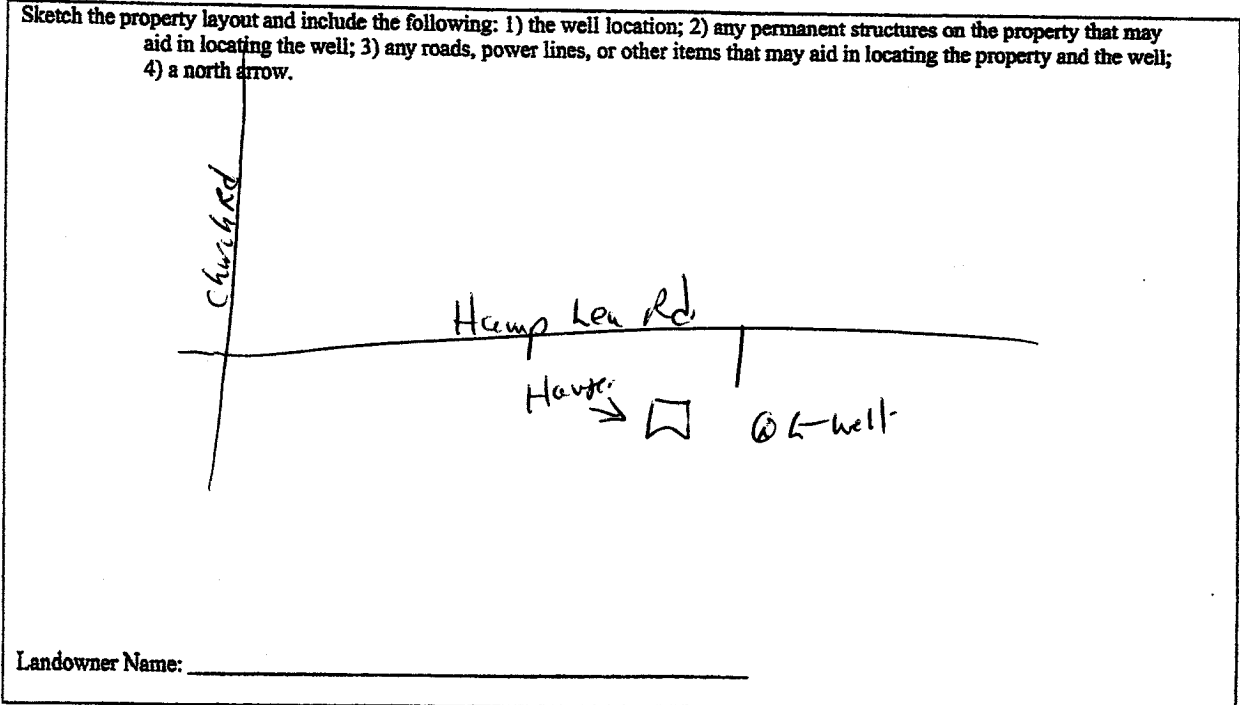 Sketch the property layout and include the following: 1) the well location; 2) any permanent structures on the property that may
aid in locating the well; 3) any roads, power lines, or other items that may aid in locating the property and the well;
4) a north arrow.
Church Rd
Hamp Lea Rd.
House
well
Landowner Name: